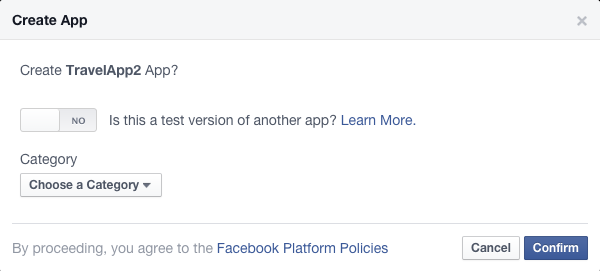 Create App
Create TravelApp2 App?
NO Is this a test version of another app? Learn More.
Category
Choose a Category
By proceeding, you agree to the Facebook Platform Policies Cancel Confirm